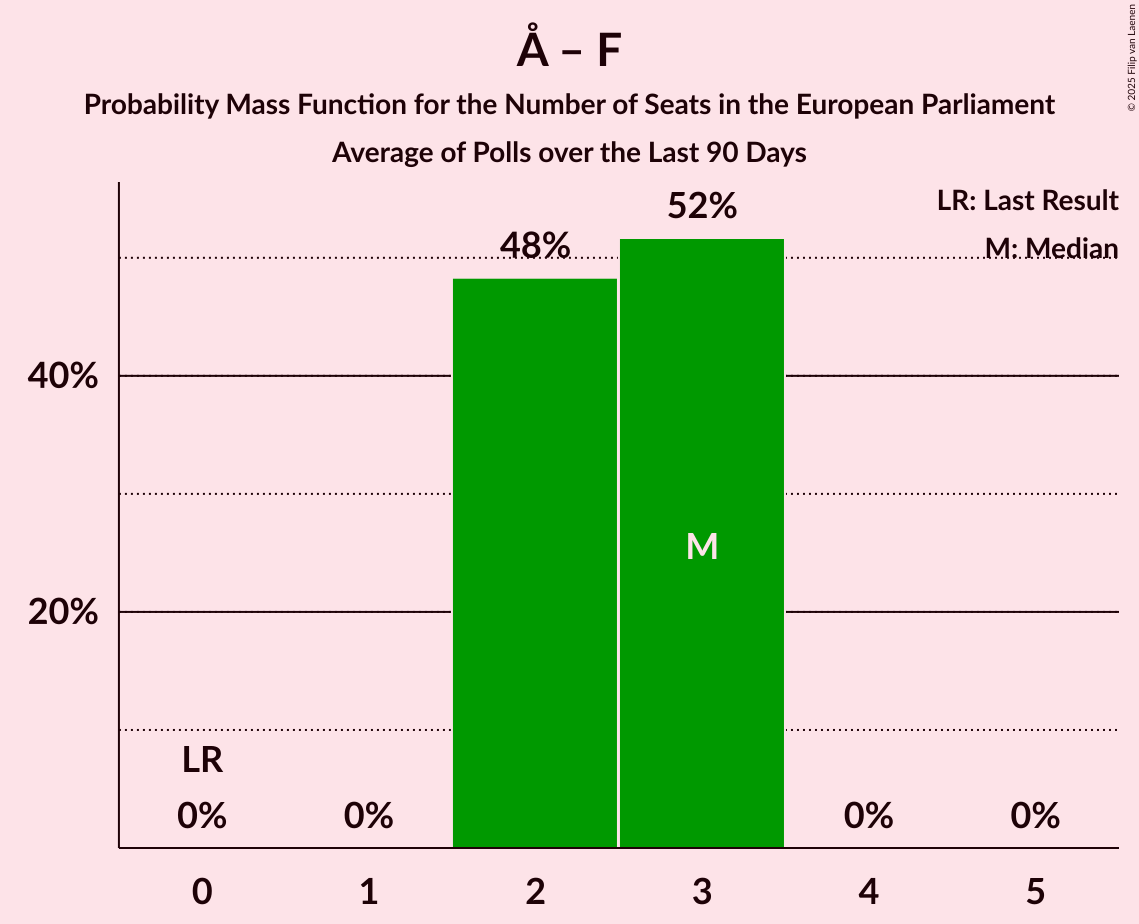 Å – F
Probability Mass Function for the Number of Seats in the European Parliament
Average of Polls over the Last 90 Days
© 2025 Filip van Laenen
LR: Last Result
M: Median
52%
48%
40%
20%
M
LR
0%
0%
0%
0%
0
1
2
3
4
5